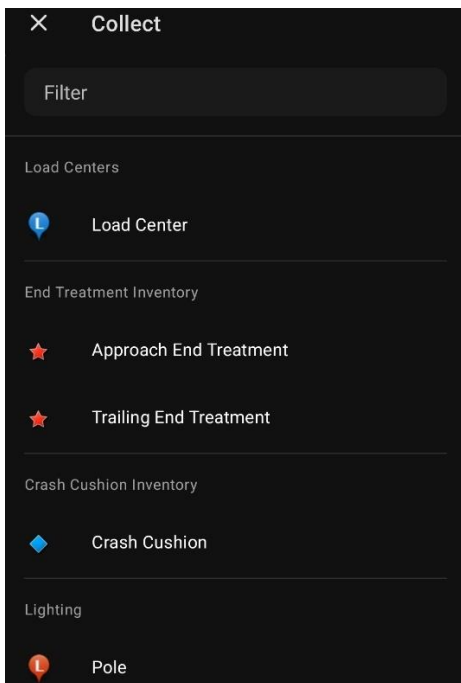 Collect
Filter
Load Centers
L Load Center
End Treatment Inventory
Approach End Treatment
Trailing End Treatment
Crash Cushion Inventory
Crash Cushion
Lighting
L Pole